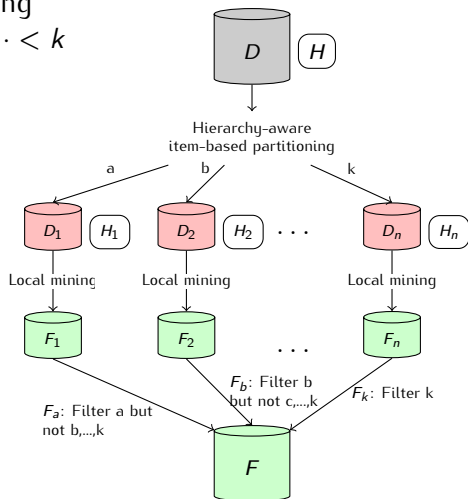 ng
· < k
D H
Hierarchy-aware
item-based partitioning
a b k
D₁ H₁ D₂ H₂ · · · Dₙ Hₙ
Local mining Local mining Local mining
F₁ F₂ · · · Fₙ
Fₐ: Filter a but
not b,...,k
F_b: Filter b
but not c,...,k
Fₖ: Filter k
F